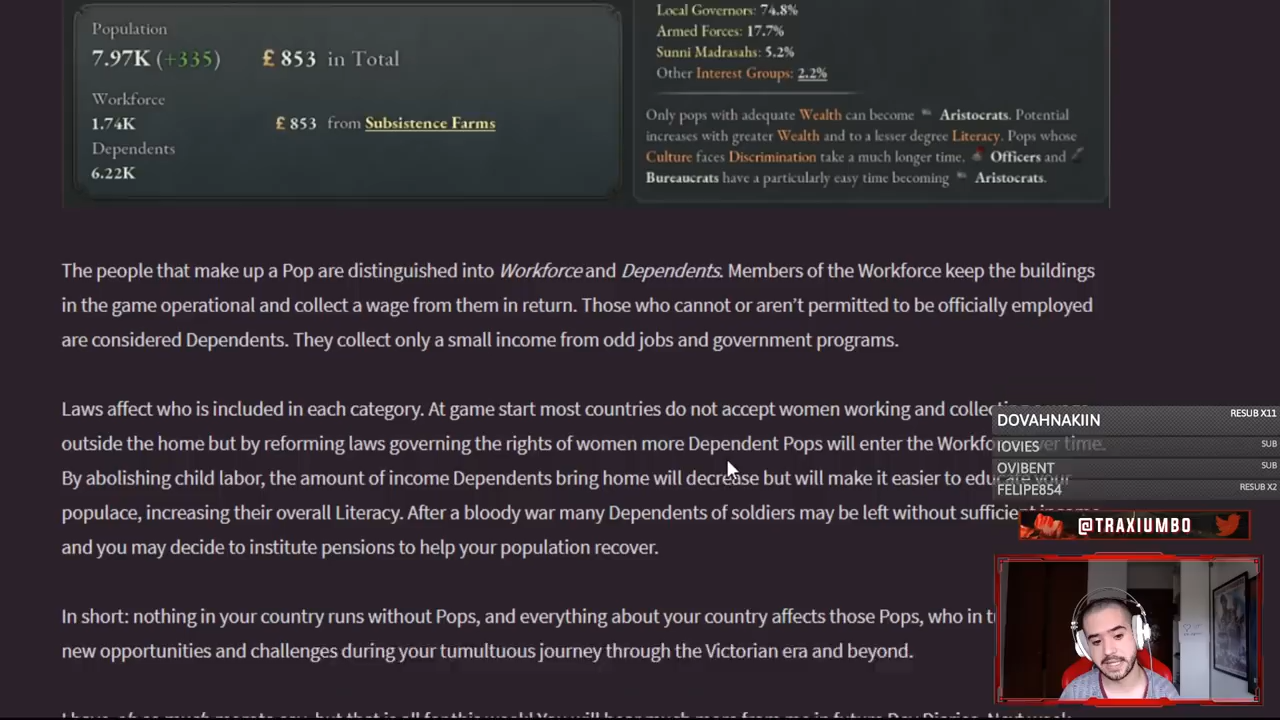 Population
7.97K (+335)
£ 853 in Total
Workforce
1.74K
£ 853 from Subsistence Farms
Dependents
6.22K
Local Governors: 74.8%
Armed Forces: 17.7%
Sunni Madrasahs: 5.2%
Other Interest Groups: 2.2%
Only pops with adequate Wealth can become Aristocrats. Potential
increases with greater Wealth and to a lesser degree Literacy. Pops whose
Culture faces Discrimination take a much longer time. Officers and
Bureaucrats have a particularly easy time becoming Aristocrats.
The people that make up a Pop are distinguished into Workforce and Dependents. Members of the Workforce keep the buildings
in the game operational and collect a wage from them in return. Those who cannot or aren't permitted to be officially employed
are considered Dependents. They collect only a small income from odd jobs and government programs.
Laws affect who is included in each category. At game start most countries do not accept women working and
outside the home but by reforming laws governing the rights of women more Dependent Pops will enter the time.
By abolishing child labor, the amount of income Dependents bring home will decrease but will make it easier to your
populace, increasing their overall Literacy. After a bloody war many Dependents of soldiers may be left without
and you may decide to institute pensions to help your population recover.
In short: nothing in your country runs without Pops, and everything about your country affects those Pops, who in
new opportunities and challenges during your tumultuous journey through the Victorian era and beyond.
DOVAHNAKIIN RESUB X11
IOVIES SUB
OVIBENT SUB
FELIPE854 RESUB X2
@TRAXIUMBO